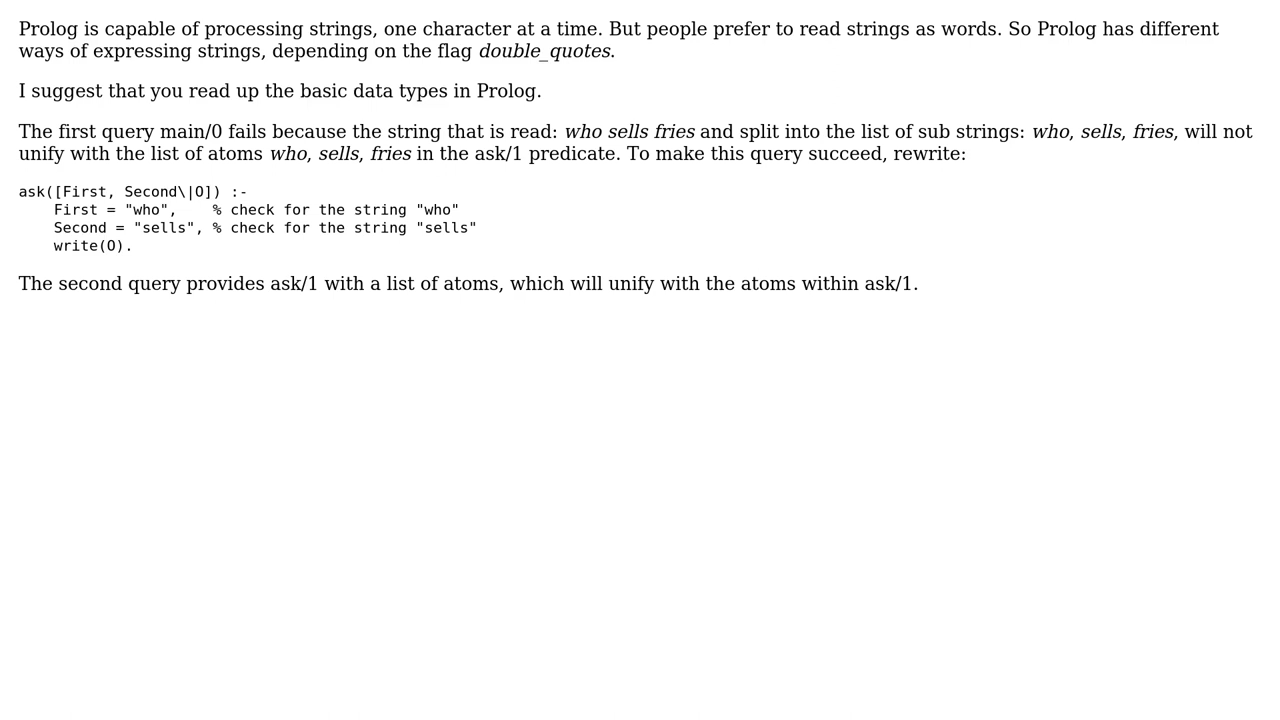 Prolog is capable of processing strings, one character at a time. But people prefer to read strings as words. So Prolog has different
ways of expressing strings, depending on the flag double_quotes.
I suggest that you read up the basic data types in Prolog.
The first query main/0 fails because the string that is read: who sells fries and split into the list of sub strings: who, sells, fries, will not
unify with the list of atoms who, sells, fries in the ask/1 predicate. To make this query succeed, rewrite:
ask([First, Second\|O]) :-
    First = "who",    % check for the string "who"
    Second = "sells", % check for the string "sells"
    write(O).
The second query provides ask/1 with a list of atoms, which will unify with the atoms within ask/1.